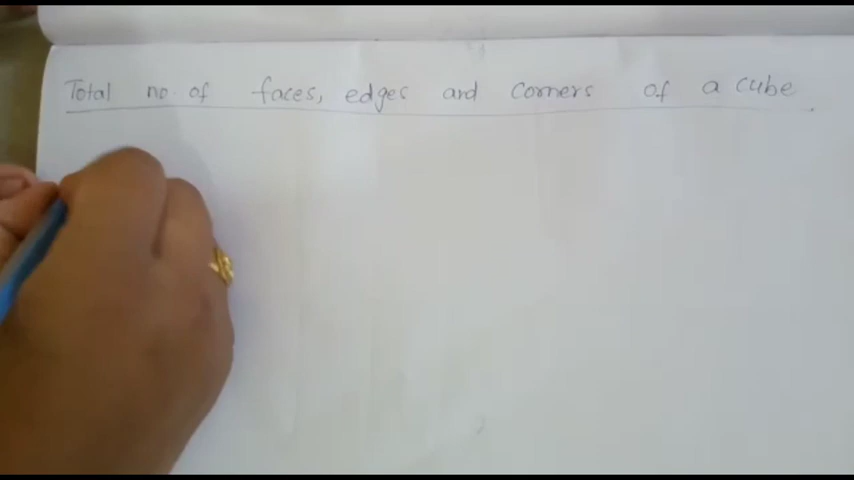 Total no. of faces, edges and corners of a cube.